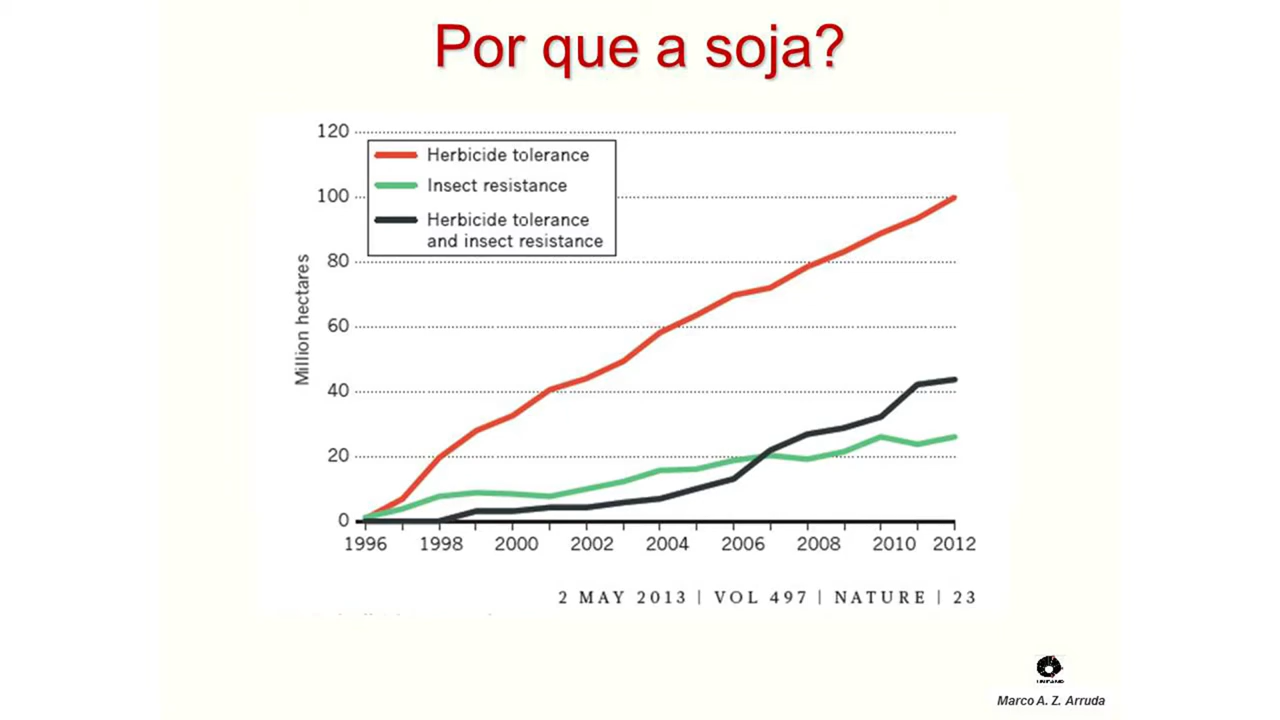 Por que a soja?
120
100
80
60
40
20
0
Million hectares
Herbicide tolerance
Insect resistance
Herbicide tolerance
and insect resistance
1996 1998 2000 2002 2004 2006 2008 2010 2012
2 MAY 2013 | VOL 497 | NATURE | 23
UNICAMP
Marco A. Z. Arruda